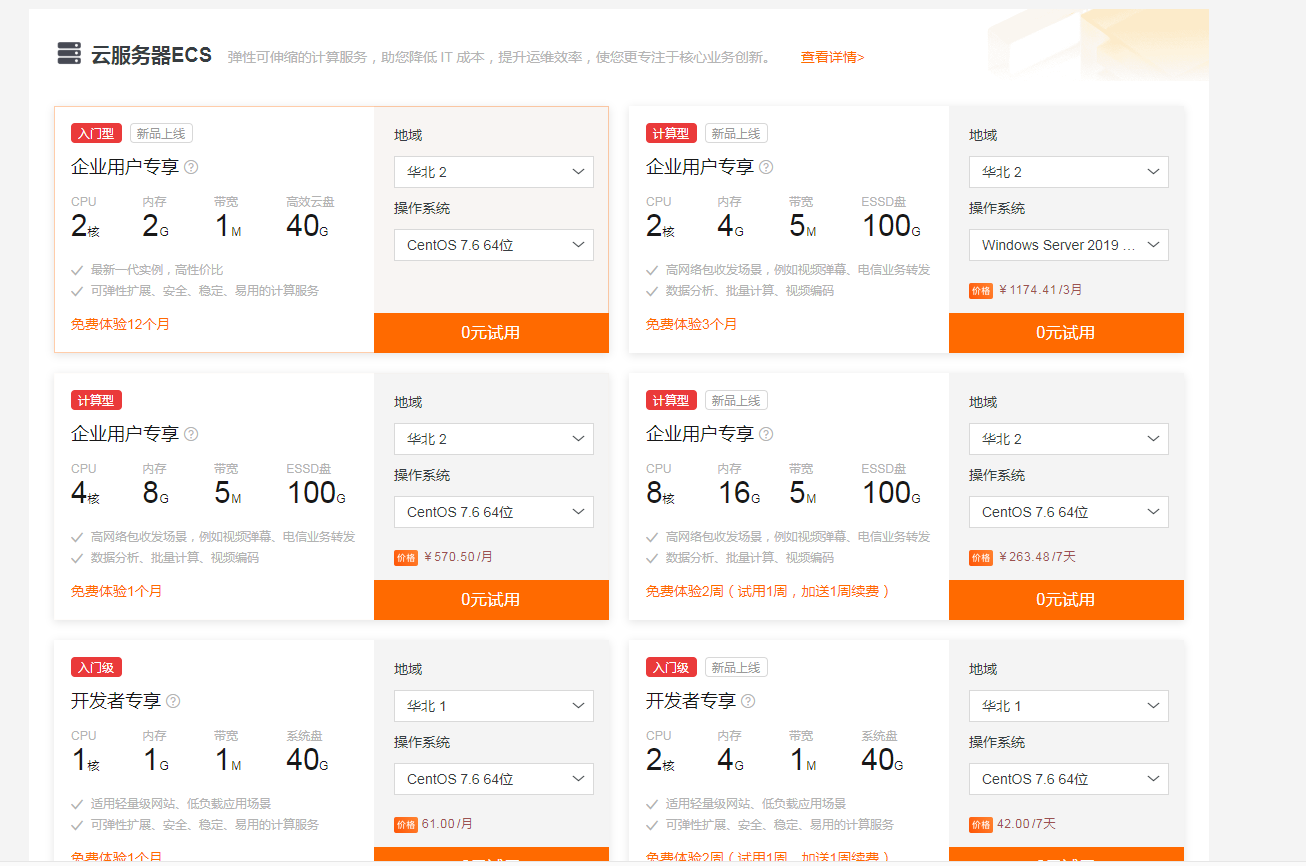 云服务器ECS 弹性可伸缩的计算服务，助您降低 IT 成本，提升运维效率，使您更专注于核心业务创新。 查看详情>
入门型 新品上线
企业用户专享 ?
CPU 内存 带宽 高效云盘
2核 2G 1M 40G
最新一代实例，高性价比
可弹性扩展、安全、稳定、易用的计算服务
免费体验12个月
地域
华北 2
操作系统
CentOS 7.6 64位
0元试用
计算型 新品上线
企业用户专享 ?
CPU 内存 带宽 ESSD盘
2核 4G 5M 100G
高网络包收发场景，例如视频弹幕、电信业务转发
数据分析、批量计算、视频编码
免费体验3个月
地域
华北 2
操作系统
Windows Server 2019 ...
价格 ¥1174.41/3月
0元试用
计算型
企业用户专享 ?
CPU 内存 带宽 ESSD盘
4核 8G 5M 100G
高网络包收发场景，例如视频弹幕、电信业务转发
数据分析、批量计算、视频编码
免费体验1个月
地域
华北 2
操作系统
CentOS 7.6 64位
价格 ¥570.50/月
0元试用
计算型 新品上线
企业用户专享 ?
CPU 内存 带宽 ESSD盘
8核 16G 5M 100G
高网络包收发场景，例如视频弹幕、电信业务转发
数据分析、批量计算、视频编码
免费体验2周（试用1周，加送1周续费）
地域
华北 2
操作系统
CentOS 7.6 64位
价格 ¥263.48/7天
0元试用
入门级
开发者专享 ?
CPU 内存 带宽 系统盘
1核 1G 1M 40G
适用轻量级网站、低负载应用场景
可弹性扩展、安全、稳定、易用的计算服务
免费体验1个月
地域
华北 1
操作系统
CentOS 7.6 64位
价格 61.00/月
0元试用
入门级 新品上线
开发者专享 ?
CPU 内存 带宽 系统盘
2核 4G 1M 40G
适用轻量级网站、低负载应用场景
可弹性扩展、安全、稳定、易用的计算服务
免费体验2周（试用1周，加送1周续费）
地域
华北 1
操作系统
CentOS 7.6 64位
价格 42.00/7天
0元试用